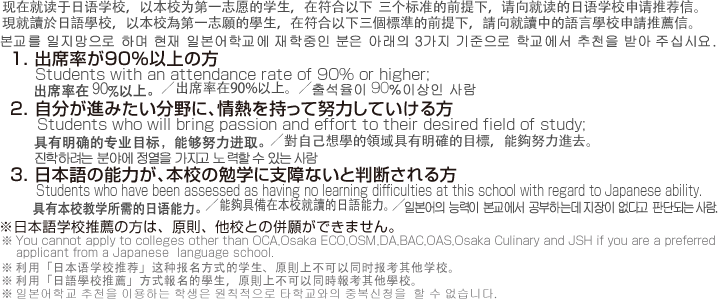 现在就读于日语学校，以本校为第一志愿的学生，在符合以下 三个标准的前提下，请向就读的日语学校申请推荐信。
現就讀於日語學校，以本校為第一志願的學生，在符合以下三個標準的前提下，請向就讀中的語言學校申請推薦信。
본교를 일지망으로 하며 현재 일본어학교에 재학중인 분은 아래의 3가지 기준으로 학교에서 추천을 받아 주십시요.
1. 出席率が90%以上の方
Students with an attendance rate of 90% or higher;
出席率在 90%以上。／出席率在90%以上。／출석율이 90%이상인 사람
2. 自分が進みたい分野に、情熱を持って努力していける方
Students who will bring passion and effort to their desired field of study;
具有明确的专业目标，能够努力进取。／對自己想學的領域具有明確的目標，能夠努力進去。
진학하려는 분야에 정열을 가지고 노력할 수 있는 사람
3. 日本語の能力が、本校の勉学に支障ないと判断される方
Students who have been assessed as having no learning difficulties at this school with regard to Japanese ability.
具有本校教学所需的日语能力。／能夠具備在本校就讀的日語能力。／일본어의 능력이 본교에서 공부하는데 지장이 없다고 판단되는 사람.
※日本語学校推薦の方は、原則、他校との併願ができません。
※ You cannot apply to colleges other than OCA,Osaka ECO,OSM,DA,BAC,OAS,Osaka Culinary and JSH if you are a preferred
applicant from a Japanese language school.
※ 利用「日本语学校推荐」这种报名方式的学生、原则上不可以同时报考其他学校。
※ 利用「日語學校推薦」方式報名的學生，原則上不可以同時報考其他學校。
※ 일본어학교 추천을 이용하는 학생은 원칙적으로 타학교와의 중복신청을 할 수 없습니다.